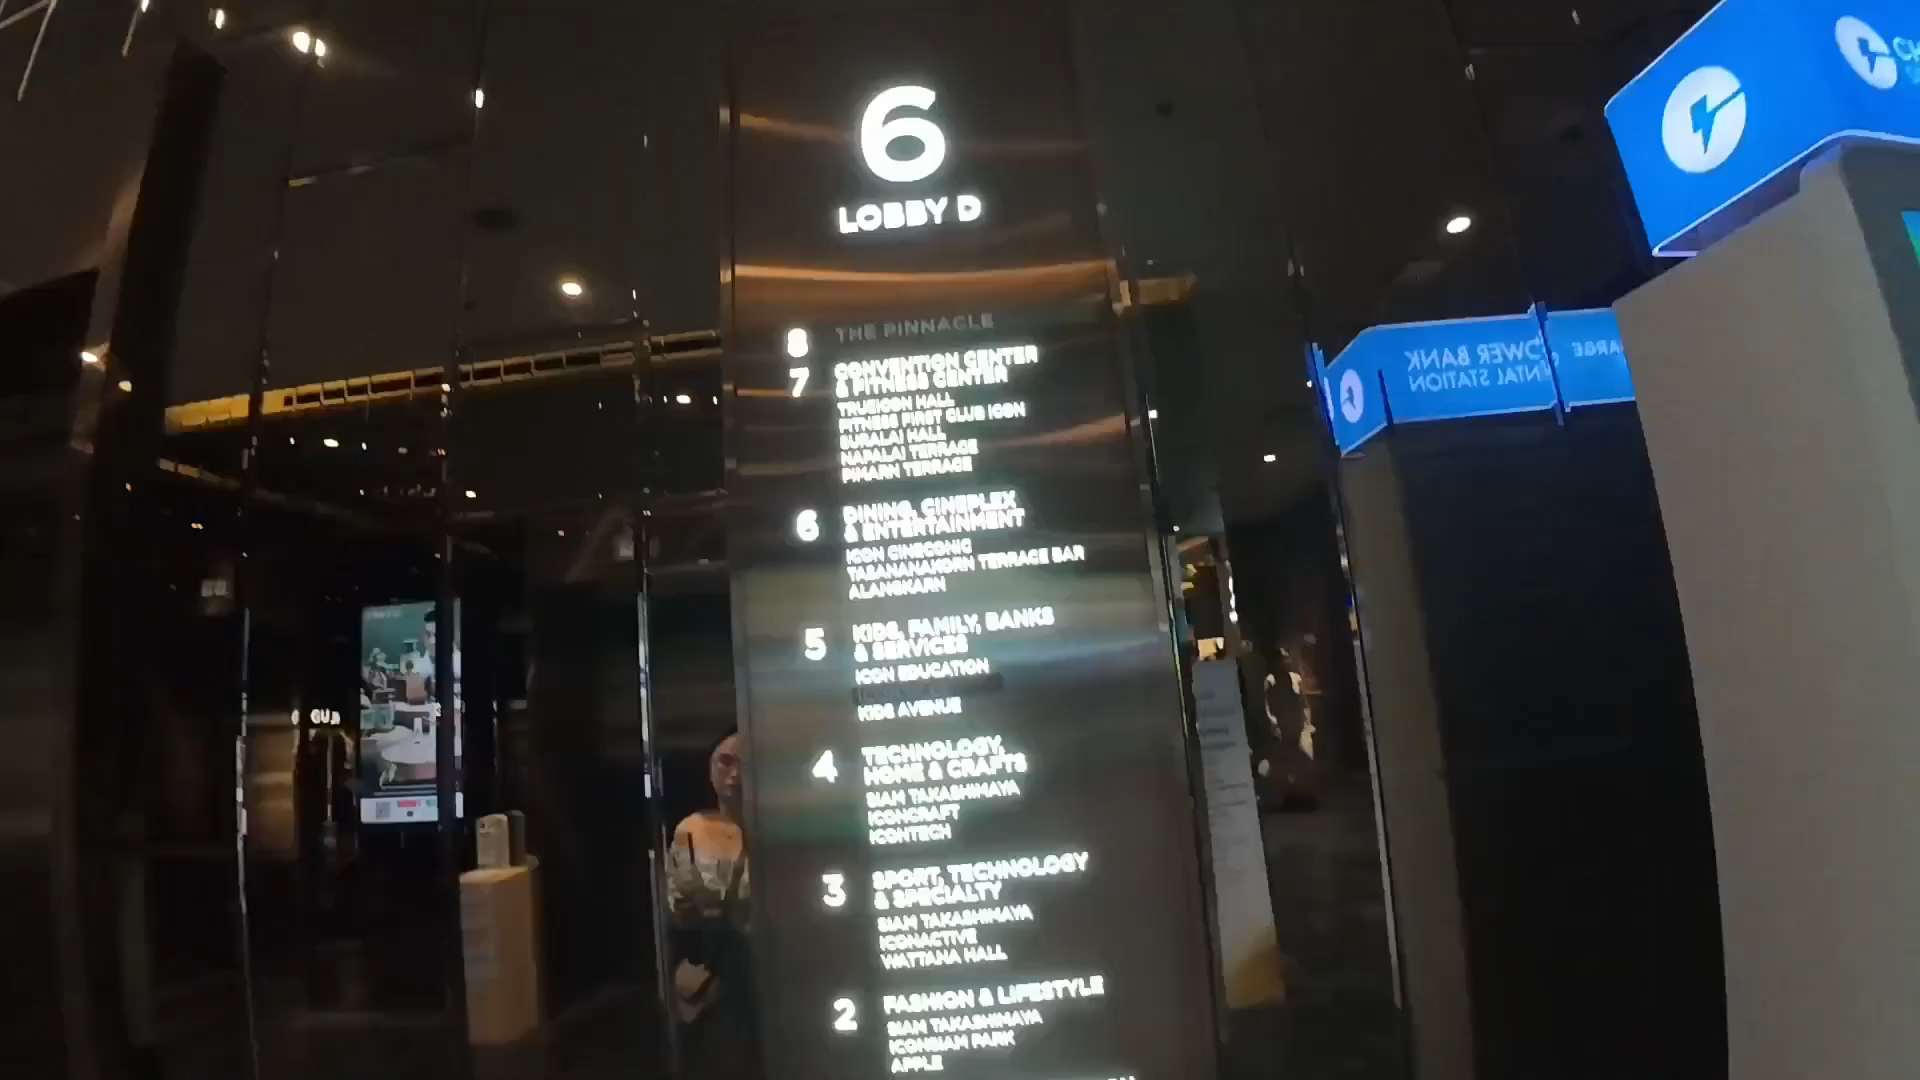 6
LOBBY D
8 THE PINNACLE
7 CONVENTION CENTER
& FITNESS CENTER
TRUEICON HALL
FITNESS FIRST CLUB ICON
SURALAI HALL
NAPALAI TERRACE
PIMARN TERRACE
6 DINING, CINEPLEX
& ENTERTAINMENT
ICON CINECONIC
TASANANAKORN TERRACE BAR
ALANGKARN
5 KIDS, FAMILY, BANKS
& SERVICES
ICON EDUCATION
KIDS AVENUE
4 TECHNOLOGY,
HOME & CRAFTS
SIAM TAKASHIMAYA
ICONCRAFT
ICONTECH
3 SPORT, TECHNOLOGY
& SPECIALTY
SIAM TAKASHIMAYA
ICONACTIVE
WATTANA HALL
2 FASHION & LIFESTYLE
SIAM TAKASHIMAYA
ICONSIAM PARK
APPLE
POWER BANK
STATION